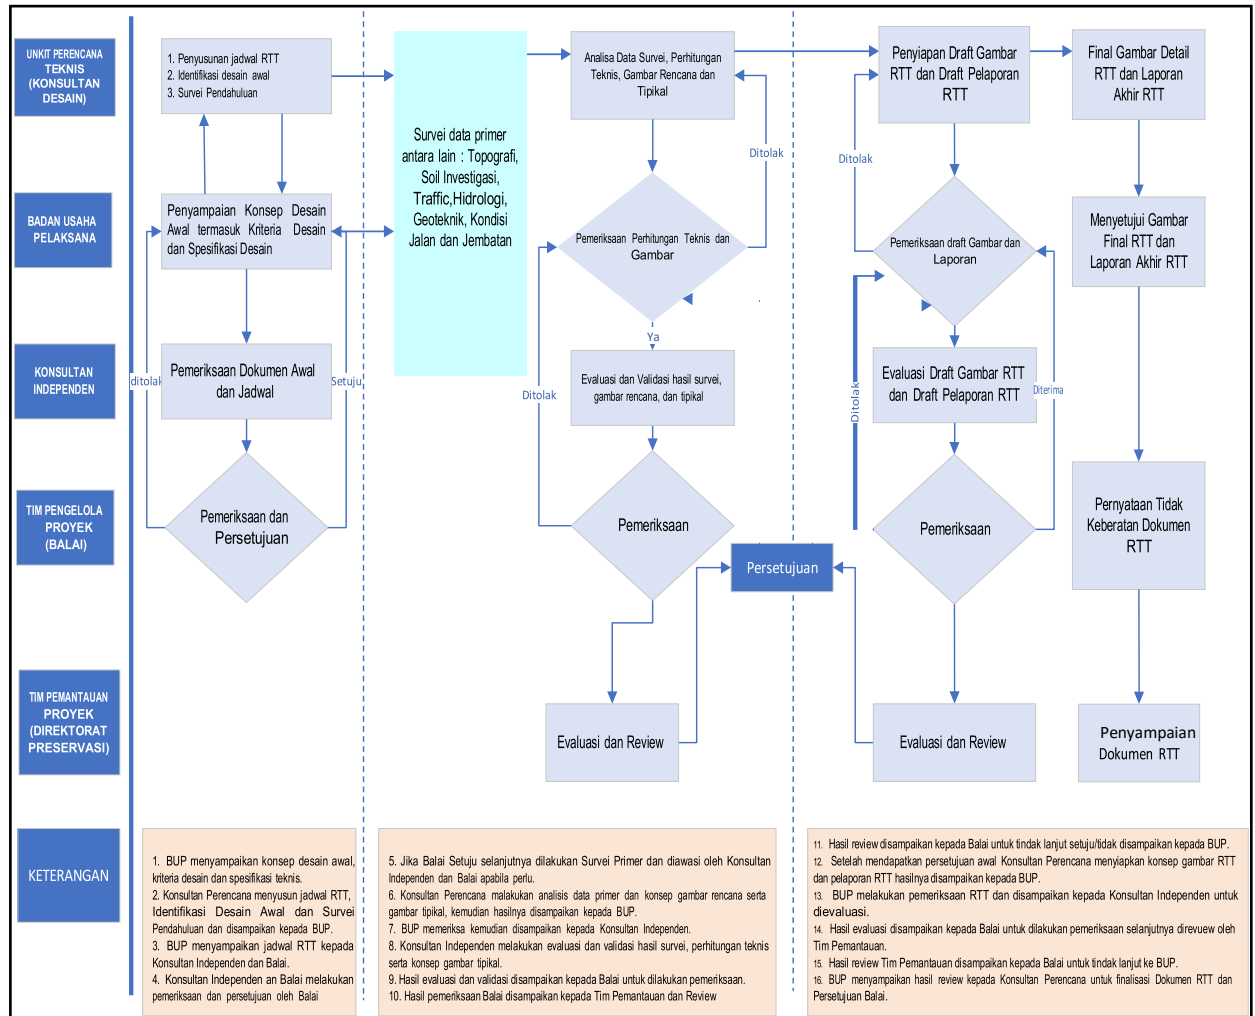 UNKIT PERENCANA
TEKNIS
(KONSULTAN
DESAIN)
BADAN USAHA
PELAKSANA
KONSULTAN
INDEPENDEN
TIM PENGELOLA
PROYEK
(BALAI)
TIM PEMANTAUAN
PROYEK
(DIREKTORAT
PRESERVASI)
KETERANGAN
1. Penyusunan jadwal RTT
2. Identifikasi desain awal
3. Survei Pendahuluan
Penyampaian Konsep Desain
Awal termasuk Kriteria Desain
dan Spesifikasi Desain
Pemeriksaan Dokumen Awal
dan Jadwal
ditolak
Setuju
Pemeriksaan dan
Persetujuan
Survei data primer
antara lain : Topografi,
Soil Investigasi,
Traffic,Hidrologi,
Geoteknik, Kondisi
Jalan dan Jembatan
Analisa Data Survei, Perhitungan
Teknis, Gambar Rencana dan
Tipikal
Ditolak
Pemeriksaan Perhitungan Teknis dan
Gambar
Ya
Evaluasi dan Validasi hasil survei,
gambar rencana, dan tipikal
Ditolak
Pemeriksaan
Persetujuan
Evaluasi dan Review
Penyiapan Draft Gambar
RTT dan Draft Pelaporan
RTT
Ditolak
Pemeriksaan draft Gambar dan
Laporan
Evaluasi Draft Gambar RTT
dan Draft Pelaporan RTT
Ditolak
Diterima
Pemeriksaan
Evaluasi dan Review
Final Gambar Detail
RTT dan Laporan
Akhir RTT
Menyetujui Gambar
Final RTT dan
Laporan Akhir RTT
Pernyataan Tidak
Keberatan Dokumen
RTT
Penyampaian
Dokumen RTT
1. BUP menyampaikan konsep desain awal,
kriteria desain dan spesifikasi teknis.
2. Konsultan Perencana menyusun jadwal RTT,
Identifikasi Desain Awal dan Survei
Pendahuluan dan disampaikan kepada BUP.
3. BUP menyampaikan jadwal RTT kepada
Konsultan Independen dan Balai.
4. Konsultan Independen an Balai melakukan
pemeriksan dan persetujuan oleh Balai
5. Jika Balai Setuju selanjutnya dilakukan Survei Primer dan diawasi oleh Konsultan
Independen dan Balai apabila perlu.
6. Konsultan Perencana malakukan analisis data primer dan konsep gambar rencana serta
gambar tipikal, kemudian hasilnya disampaikan kepada BUP.
7. BUP memeriksa kemudian disampaikan kepada Konsultan Independen.
8. Konsultan Independen melakukan evaluasi dan validasi hasil survei, perhitungan teknis
serta konsep gambar tipikal.
9. Hasil evaluasi dan validasi disampaikan kepada Balai untuk dilakukan pemeriksaan.
10. Hasil pemeriksaan Balai disampaikan kepada Tim Pemantauan dan Review
11. Hasil review disampaikan kepada Balai untuk tindak lanjut setuju/tidak disampaikan kepada BUP.
12. Setelah mendapatkan persetujuan awal Konsultan Perencana menyiapkan konsep gambar RTT
dan pelaporan RTT hasilnya disampaikan kepada BUP.
13. BUP melakukan pemeriksaan RTT dan disampaikan kepada Konsultan Independen untuk
dievaluasi.
14. Hasil evaluasi disampaikan kepada Balai untuk dilakukan pemeriksaan selanjutnya direvuew oleh
Tim Pemantauan.
15. Hasil review Tim Pemantauan disampaikan kepada Balai untuk tindak lanjut ke BUP.
16. BUP menyampaikan hasil review kepada Konsultan Perencana untuk finalisasi Dokumen RTT dan
Persetujuan Balai.